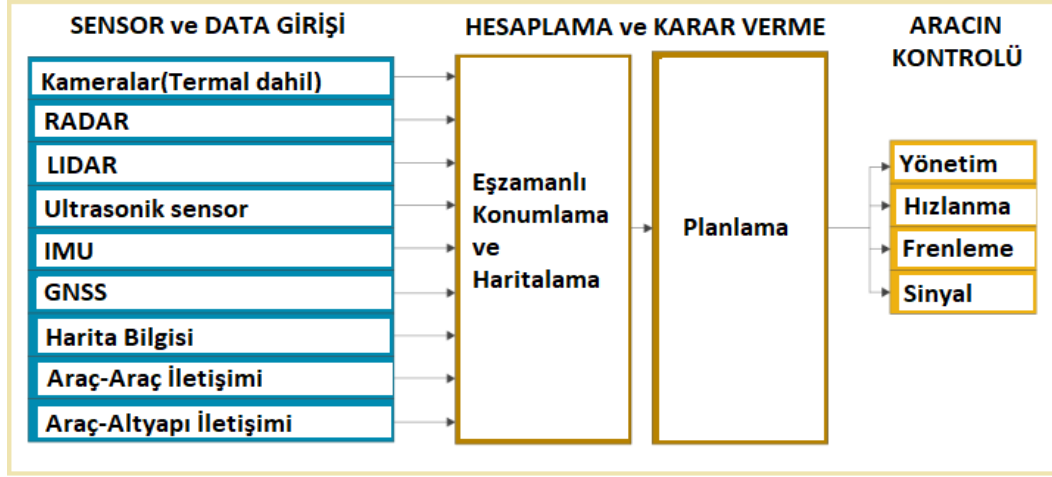 SENSOR ve DATA GİRİŞİ
Kameralar(Termal dahil)
RADAR
LIDAR
Ultrasonik sensor
IMU
GNSS
Harita Bilgisi
Araç-Araç İletişimi
Araç-Altyapı İletişimi
HESAPLAMA ve KARAR VERME
Eşzamanlı
Konumlama
ve
Haritalama
Planlama
ARACIN
KONTROLÜ
Yönetim
Hızlanma
Frenleme
Sinyal